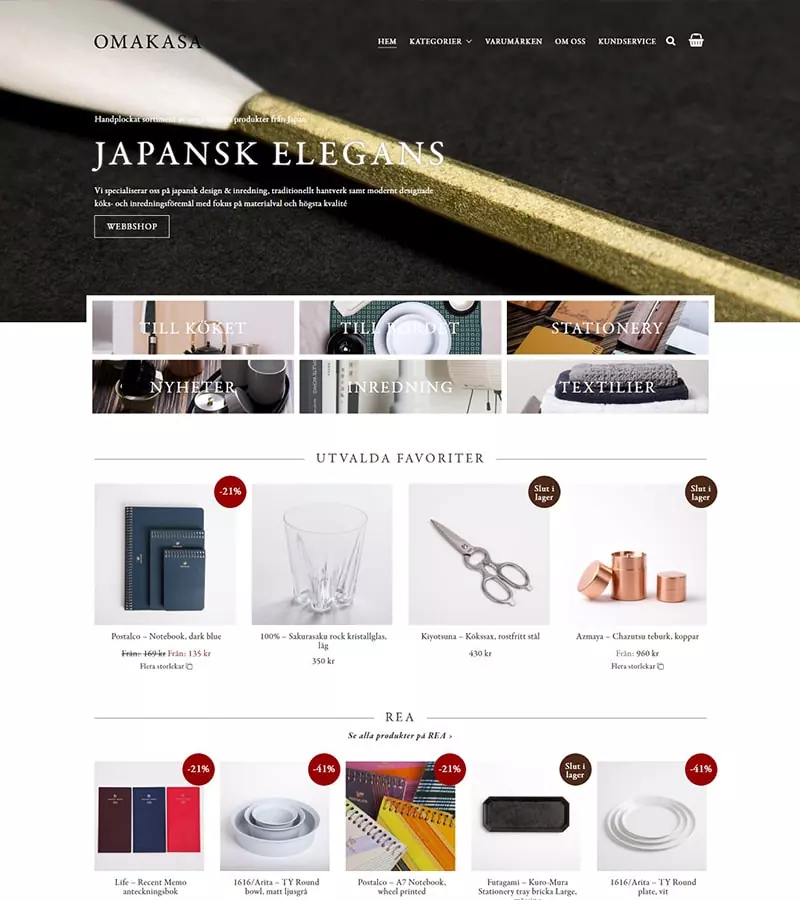 OMAKASA
HEM KATEGORIER VARUMÄRKEN OM OSS KUNDSERVICE
Handplockat sortiment produkter från Japan
JAPANSK ELEGANS
Vi specialiserar oss på japansk design & inredning, traditionellt hantverk samt modernt designade
köks- och inredningsföremål med fokus på materialval och högsta kvalité
WEBBSHOP
TILL KÖKET TILL BORDET STATIONERY
NYHETER INREDNING TEXTILIER
UTVALDA FAVORITER
-21%
Slut i
lager
Slut i
lager
Postalco – Notebook, dark blue
Från: 169 kr Från: 135 kr
Flera storlekar
100% – Sakurasaku rock kristallglas,
låg
350 kr
Kiyotsuna – Kökssax, rostfritt stål
430 kr
Azmaya – Chazutsu teburk, koppar
Från: 960 kr
Flera storlekar
REA
Se alla produkter på REA ›
-21%
-41%
-21%
Slut i
lager
-41%
Life – Recent Memo
anteckningsbok
1616/Arita – TY Round
bowl, matt ljusgrå
Postalco – A7 Notebook,
wheel printed
Futagami – Kuro-Mura
Stationery tray bricka Large,
1616/Arita – TY Round
plate, vit